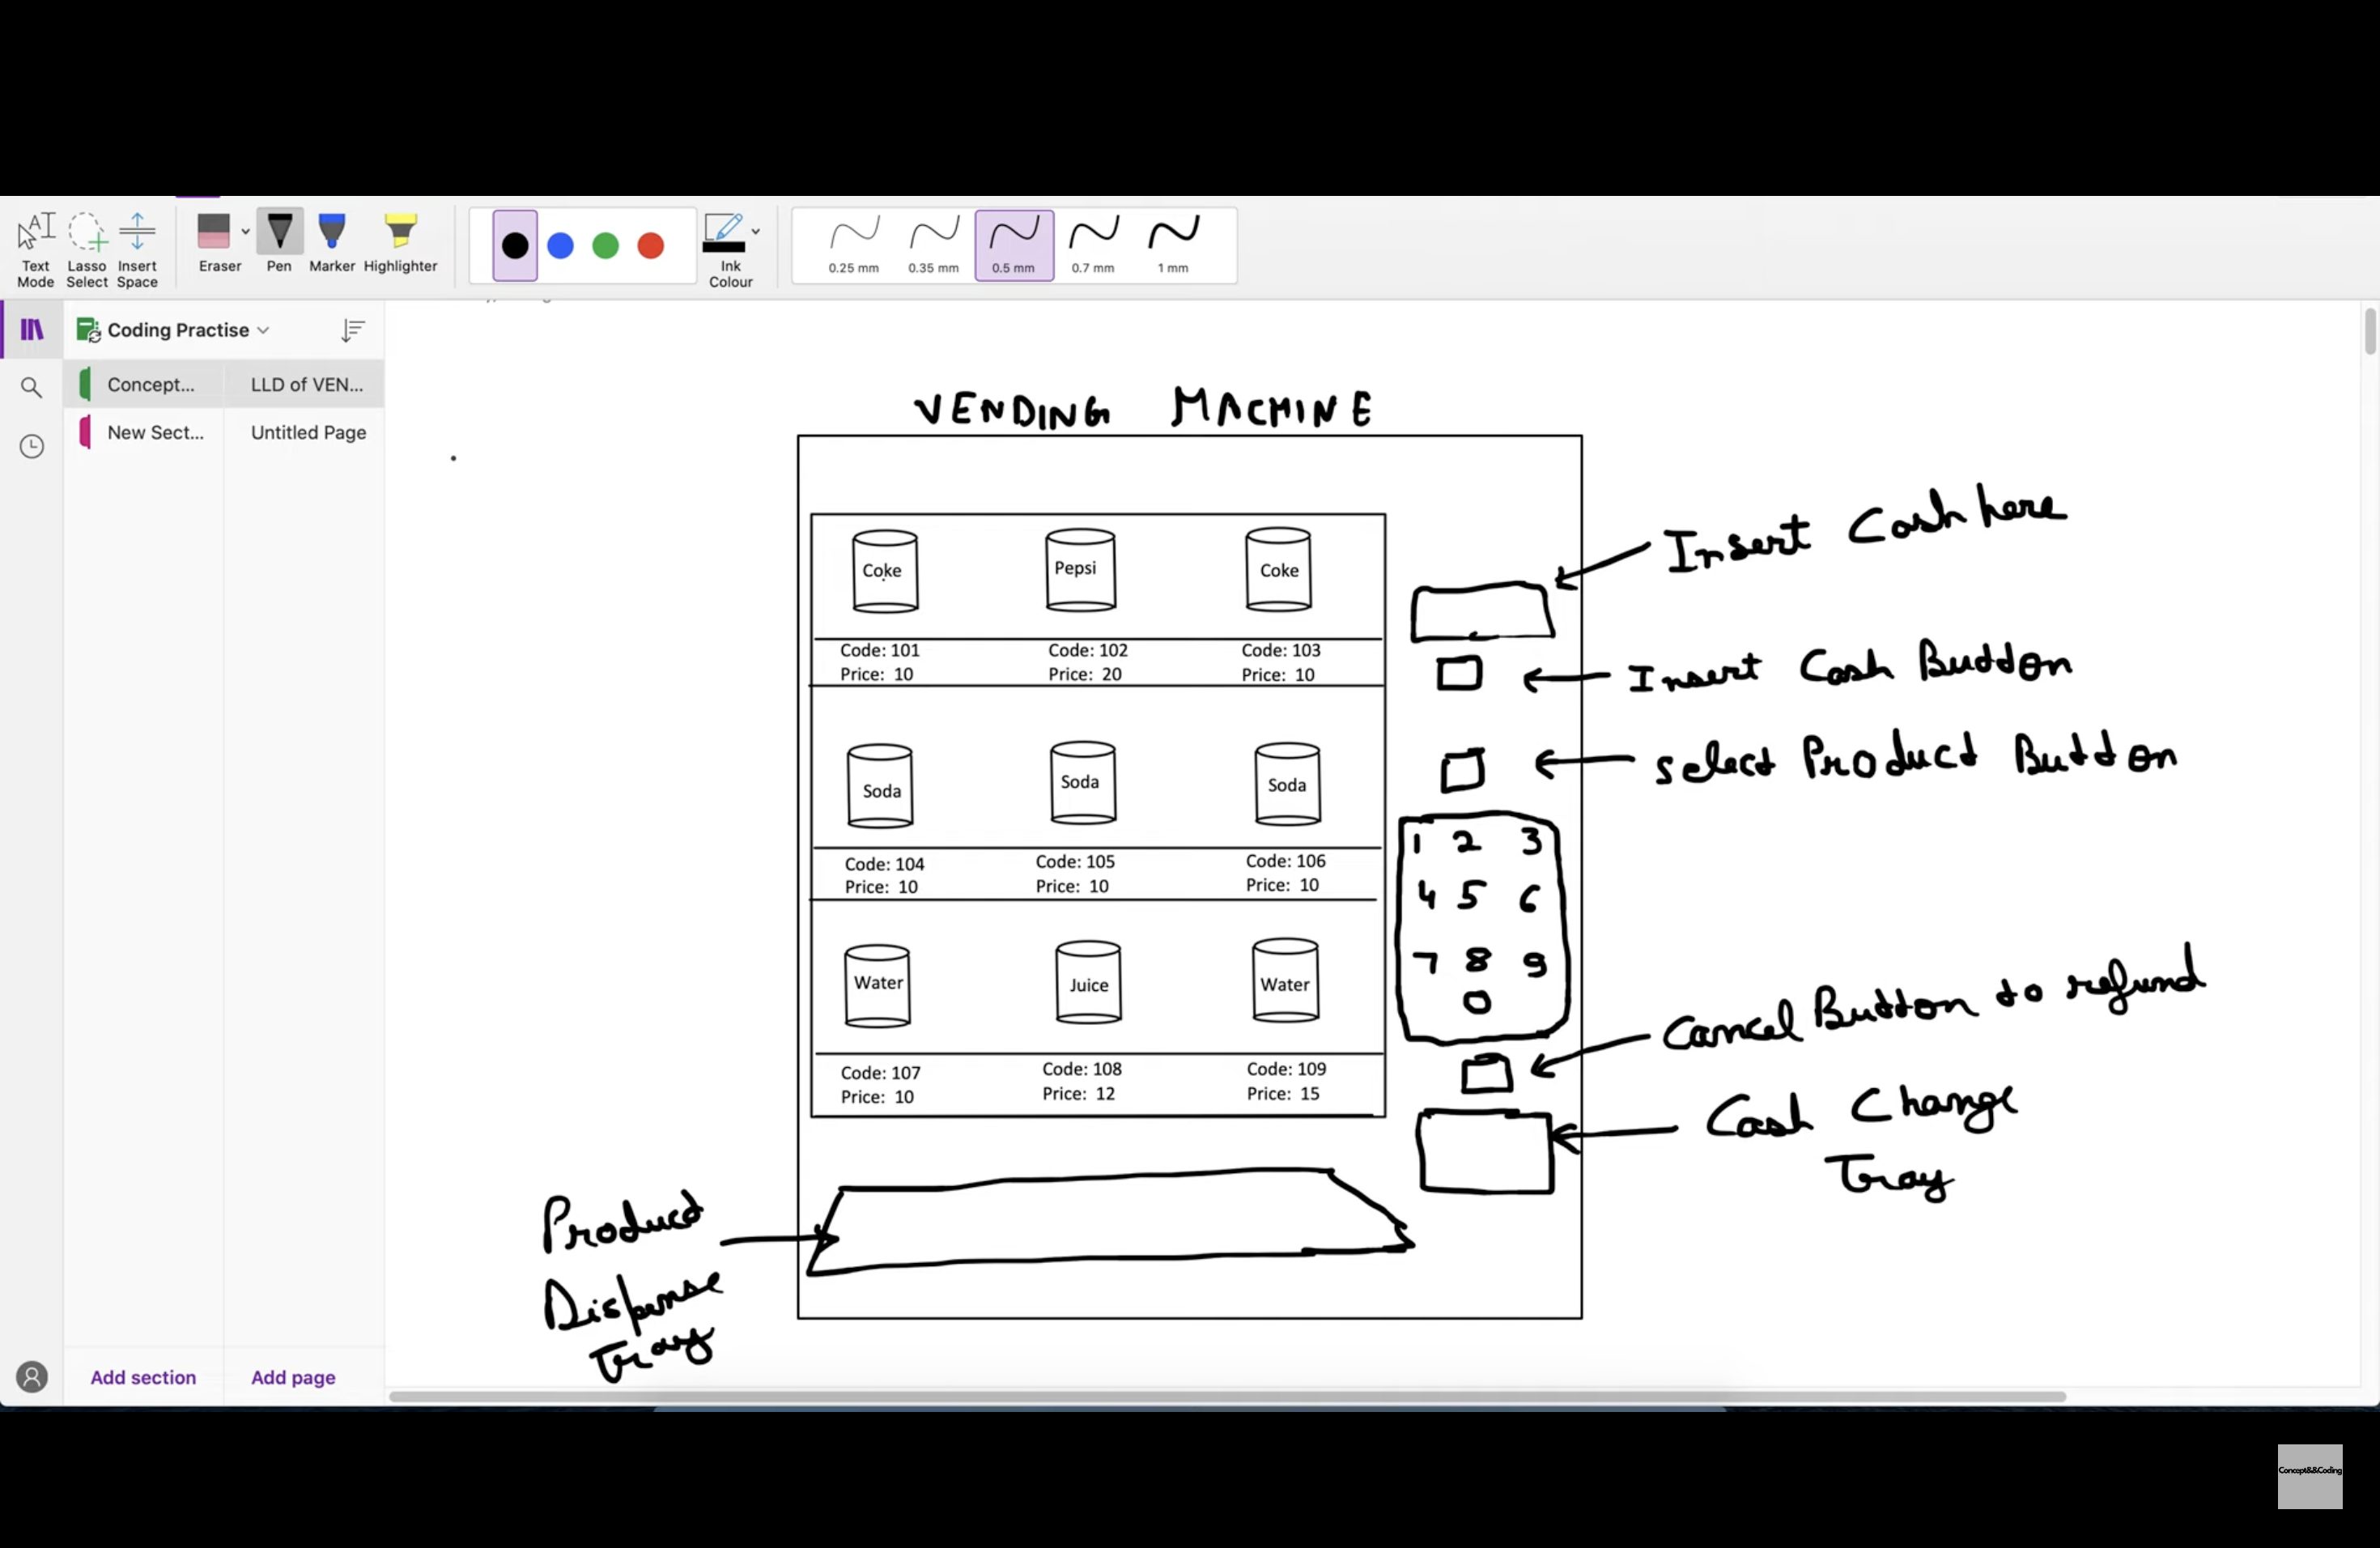 Text Mode
Lasso Select
Insert Space
Eraser
Pen
Marker
Highlighter
Ink Colour
0.25 mm
0.35 mm
0.5 mm
0.7 mm
1 mm
Coding Practise
Concept...
LLD of VEN...
New Sect...
Untitled Page
VENDING MACHINE
Coke
Pepsi
Coke
Code: 101
Price: 10
Code: 102
Price: 20
Code: 103
Price: 10
Soda
Soda
Soda
Code: 104
Price: 10
Code: 105
Price: 10
Code: 106
Price: 10
Water
Juice
Water
Code: 107
Price: 10
Code: 108
Price: 12
Code: 109
Price: 15
Insert Cash here
Insert Cash Button
Select Product Button
1 2 3
4 5 6
7 8 9
0
Cancel Button to refund
Cash Change
Tray
Product
Dispense
Tray
Add section
Add page
Concept&&Coding